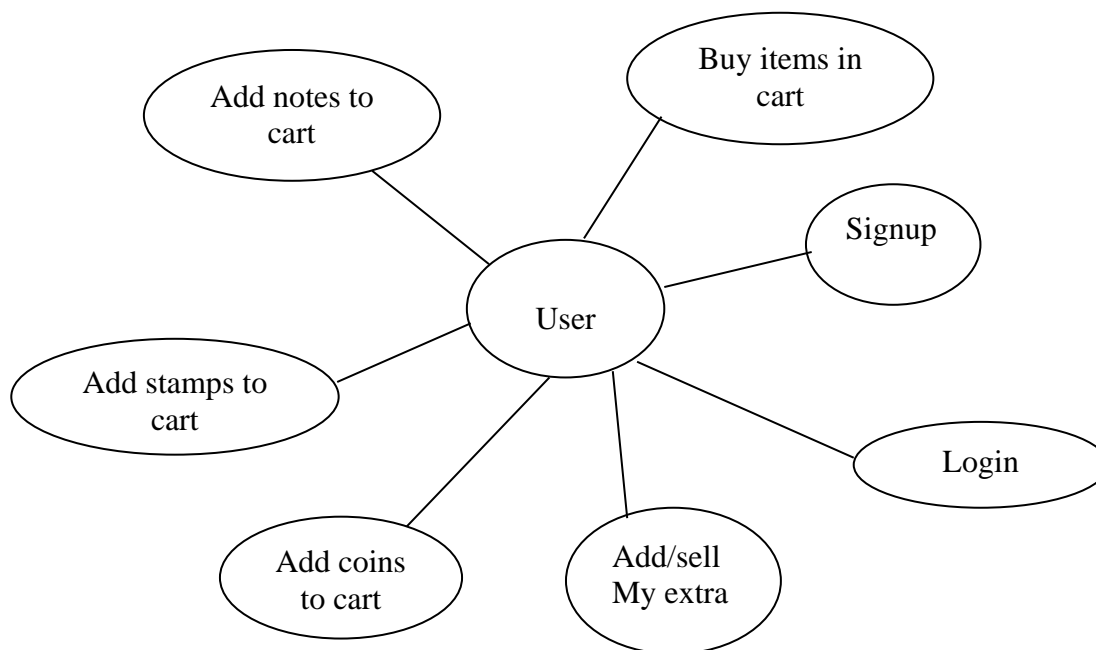 Add notes to
cart
Buy items in
cart
Signup
User
Add stamps to
cart
Login
Add coins
to cart
Add/sell
My extra